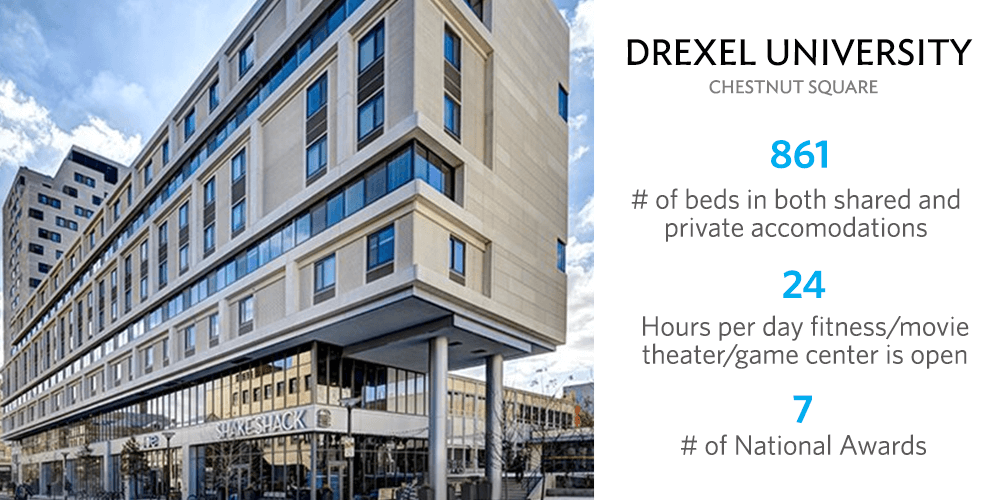 DREXEL UNIVERSITY
CHESTNUT SQUARE
861
# of beds in both shared and
private accomodations
24
Hours per day fitness/movie
theater/game center is open
7
# of National Awards
SHAKE SHACK